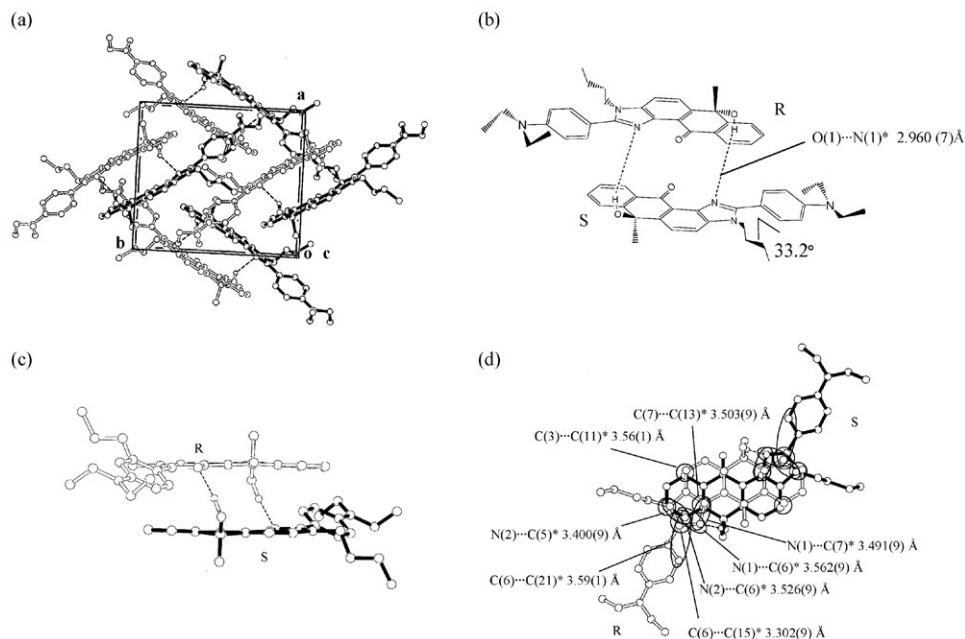 (a)
a
b
o c
(b)
R
H
O
N
N
N
O
O(1)···N(1)* 2.960 (7)Å
S
H
O
O
N
N
N
33.2°
(c)
R
S
(d)
S
C(7)···C(13)* 3.503(9) Å
C(3)···C(11)* 3.56(1) Å
N(2)···C(5)* 3.400(9) Å
N(1)···C(7)* 3.491(9) Å
N(1)···C(6)* 3.562(9) Å
C(6)···C(21)* 3.59(1) Å
N(2)···C(6)* 3.526(9) Å
C(6)···C(15)* 3.302(9) Å
R